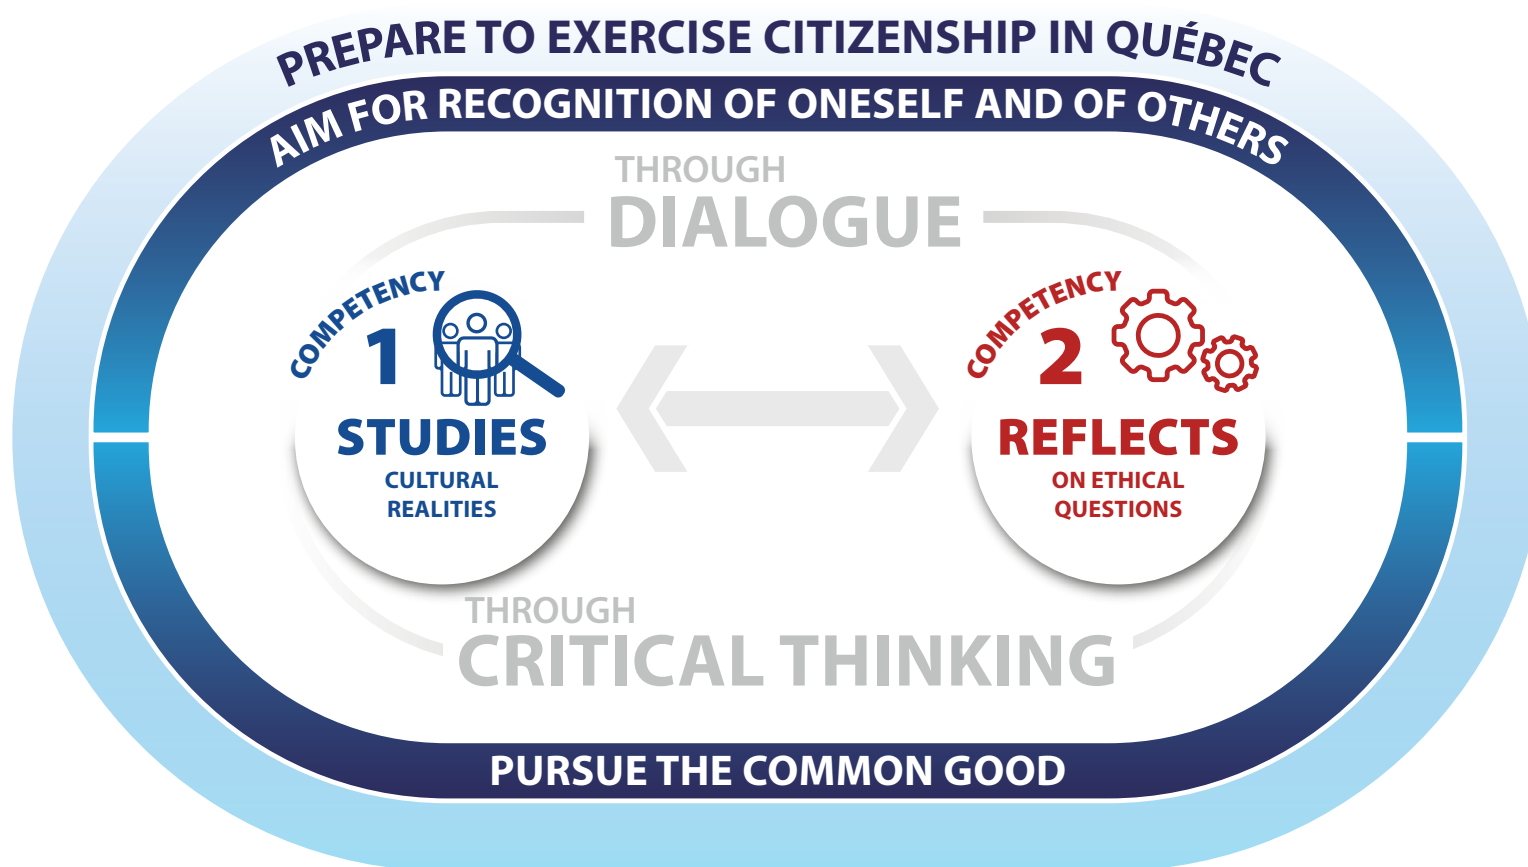 PREPARE TO EXERCISE CITIZENSHIP IN QUÉBEC
AIM FOR RECOGNITION OF ONESELF AND OF OTHERS
THROUGH
DIALOGUE
COMPETENCY
1
STUDIES
CULTURAL
REALITIES
COMPETENCY
2
REFLECTS
ON ETHICAL
QUESTIONS
THROUGH
CRITICAL THINKING
PURSUE THE COMMON GOOD